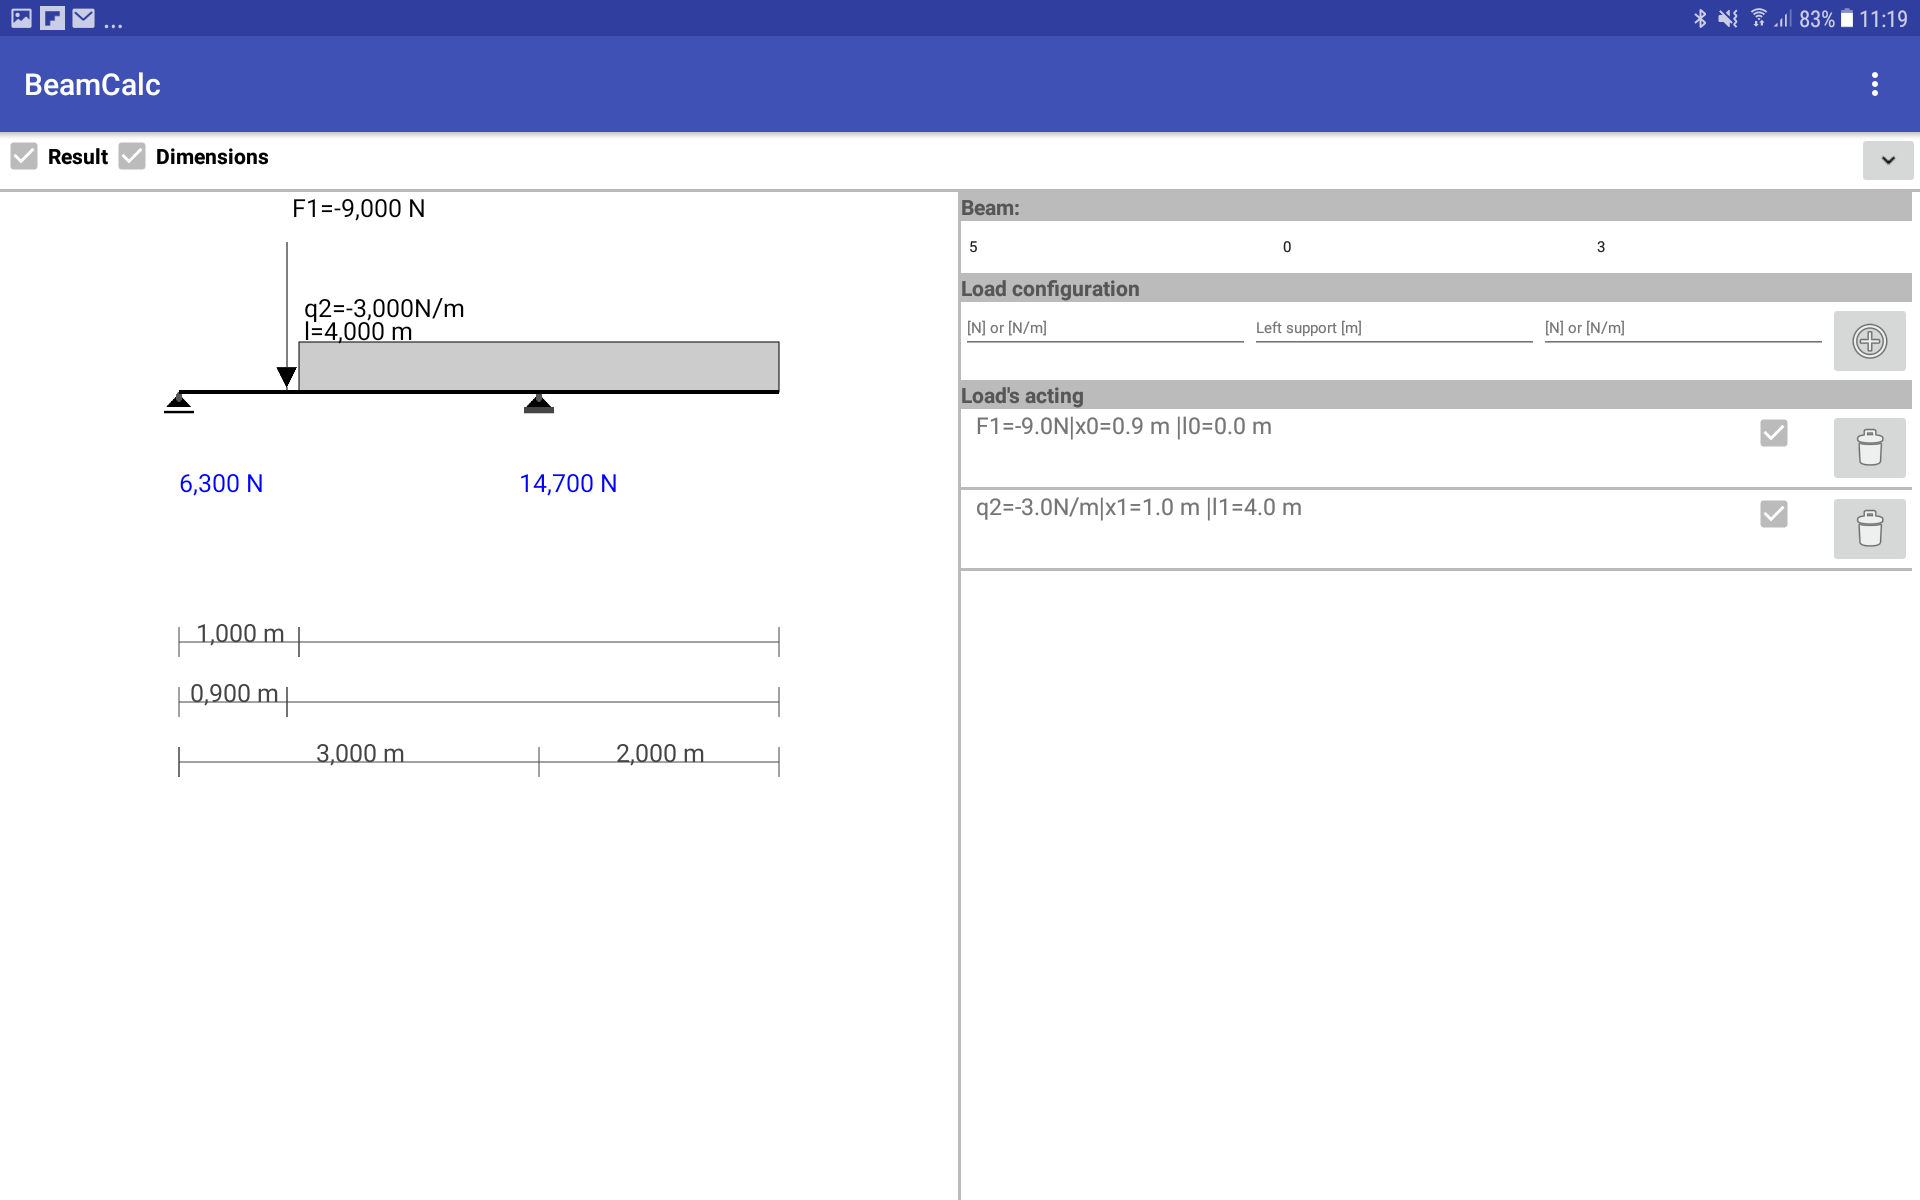 ... 83% 11:19
BeamCalc
Result Dimensions
F1=-9,000 N
q2=-3,000N/m
l=4,000 m
6,300 N 14,700 N
1,000 m
0,900 m
3,000 m 2,000 m
Beam:
5 0 3
Load configuration
[N] or [N/m] Left support [m] [N] or [N/m]
Load's acting
F1=-9.0N|x0=0.9 m |l0=0.0 m
q2=-3.0N/m|x1=1.0 m |l1=4.0 m